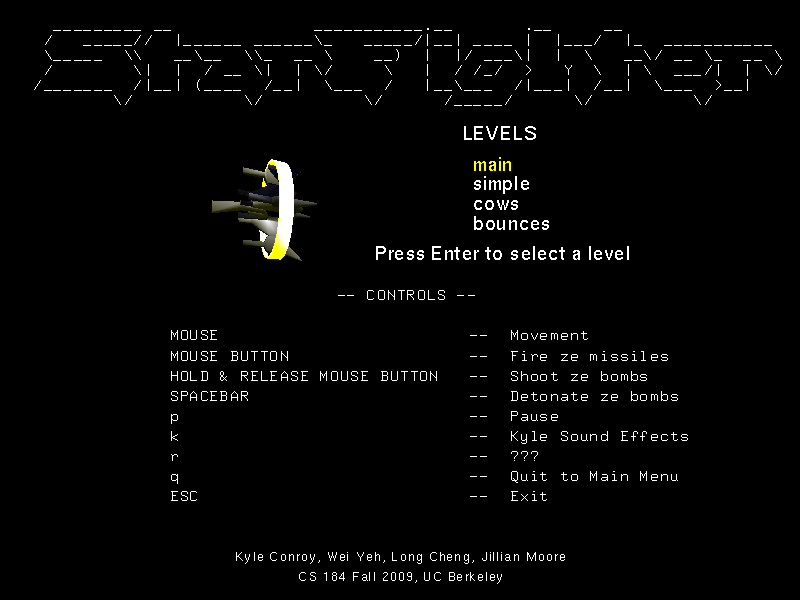 StarFighter
LEVELS
main
simple
cows
bounces
Press Enter to select a level
-- CONTROLS --
MOUSE -- Movement
MOUSE BUTTON -- Fire ze missiles
HOLD & RELEASE MOUSE BUTTON -- Shoot ze bombs
SPACEBAR -- Detonate ze bombs
p -- Pause
k -- Kyle Sound Effects
r -- ???
q -- Quit to Main Menu
ESC -- Exit
Kyle Conroy, Wei Yeh, Long Cheng, Jillian Moore
CS 184 Fall 2009, UC Berkeley